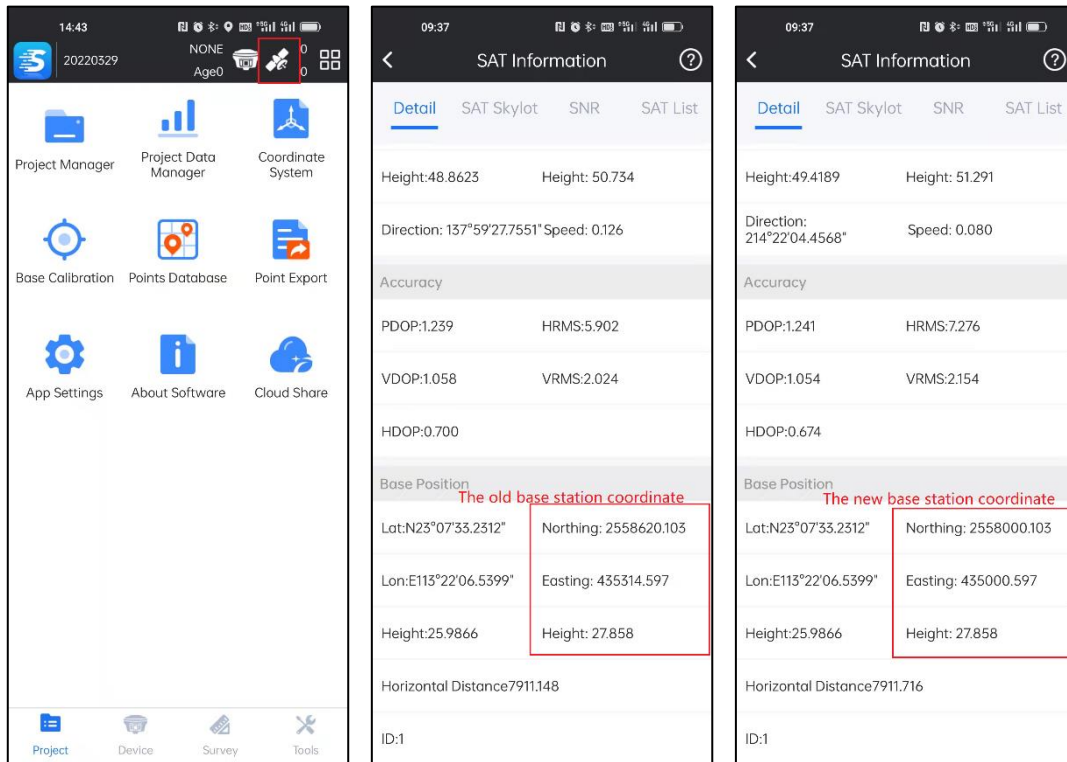 14:43
20220329
NONE
Age0
0
0
Project Manager
Project Data
Manager
Coordinate
System
Base Calibration
Points Database
Point Export
App Settings
About Software
Cloud Share
Project
Device
Survey
Tools
09:37
SAT Information
Detail
SAT Skylot
SNR
SAT List
Height:48.8623
Height: 50.734
Direction: 137°59'27.7551"
Speed: 0.126
Accuracy
PDOP:1.239
HRMS:5.902
VDOP:1.058
VRMS:2.024
HDOP:0.700
Base Position
The old base station coordinate
Lat:N23°07'33.2312"
Northing: 2558620.103
Lon:E113°22'06.5399"
Easting: 435314.597
Height:25.9866
Height: 27.858
Horizontal Distance7911.148
ID:1
09:37
SAT Information
Detail
SAT Skylot
SNR
SAT List
Height:49.4189
Height: 51.291
Direction:
214°22'04.4568"
Speed: 0.080
Accuracy
PDOP:1.241
HRMS:7.276
VDOP:1.054
VRMS:2.154
HDOP:0.674
Base Position
The new base station coordinate
Lat:N23°07'33.2312"
Northing: 2558000.103
Lon:E113°22'06.5399"
Easting: 435000.597
Height:25.9866
Height: 27.858
Horizontal Distance7911.716
ID:1